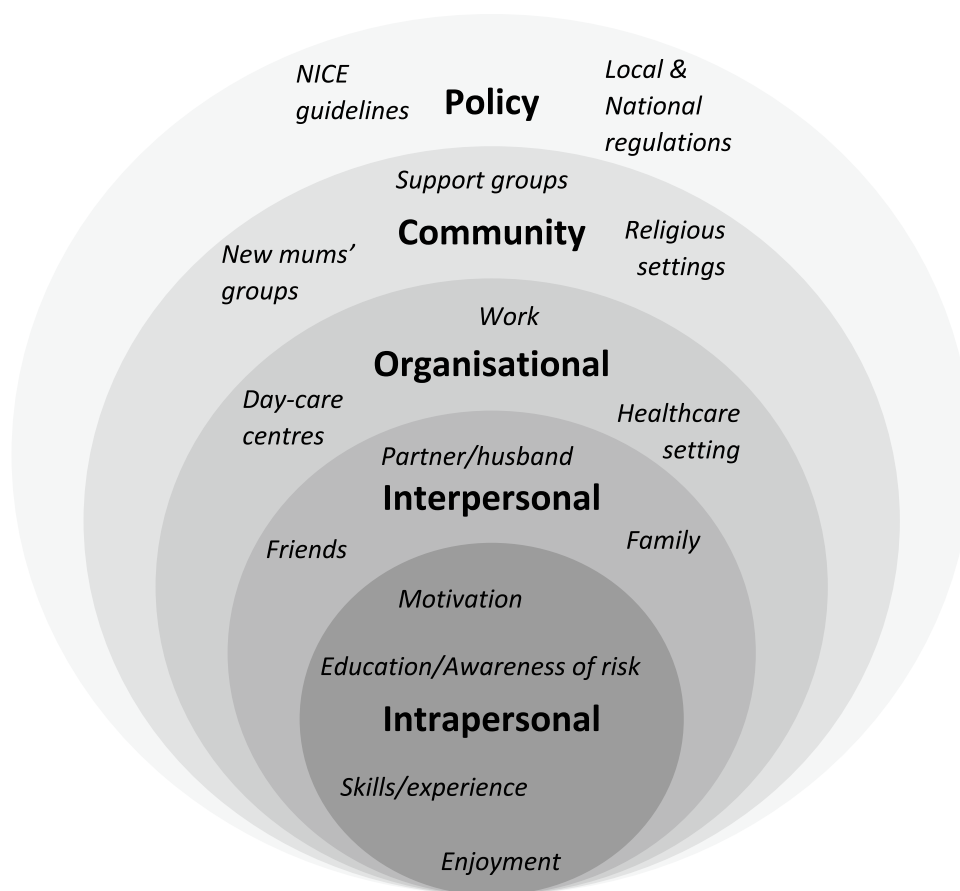 NICE
guidelines
Policy
Local &
National
regulations
Support groups
Community
New mums’
groups
Religious
settings
Work
Organisational
Day-care
centres
Healthcare
setting
Partner/husband
Interpersonal
Friends
Family
Motivation
Education/Awareness of risk
Intrapersonal
Skills/experience
Enjoyment